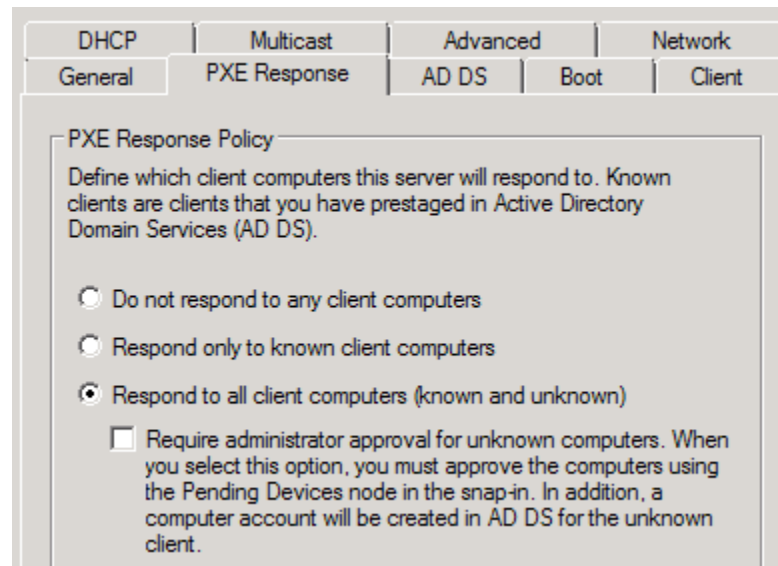 DHCP Multicast Advanced Network
General PXE Response AD DS Boot Client
PXE Response Policy
Define which client computers this server will respond to. Known
clients are clients that you have prestaged in Active Directory
Domain Services (AD DS).
Do not respond to any client computers
Respond only to known client computers
Respond to all client computers (known and unknown)
Require administrator approval for unknown computers. When
you select this option, you must approve the computers using
the Pending Devices node in the snap-in. In addition, a
computer account will be created in AD DS for the unknown
client.